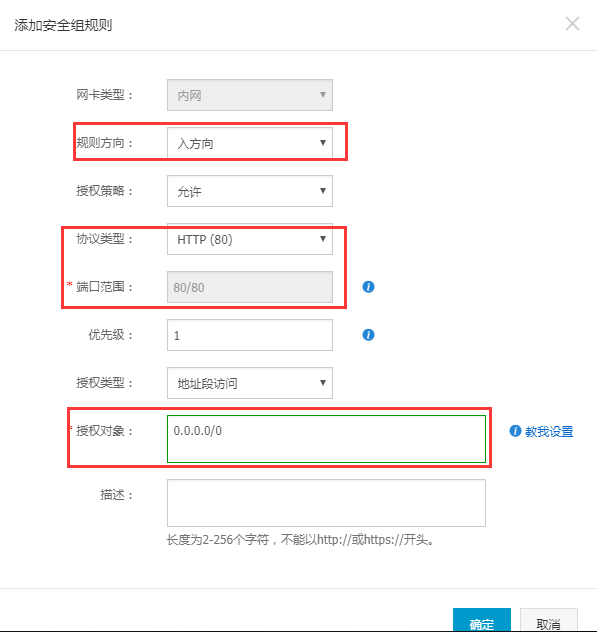 添加安全组规则
网卡类型： 内网
规则方向： 入方向
授权策略： 允许
协议类型： HTTP (80)
* 端口范围： 80/80
优先级： 1
授权类型： 地址段访问
* 授权对象： 0.0.0.0/0 教我设置
描述：
长度为2-256个字符，不能以http://或https://开头。
确定 取消